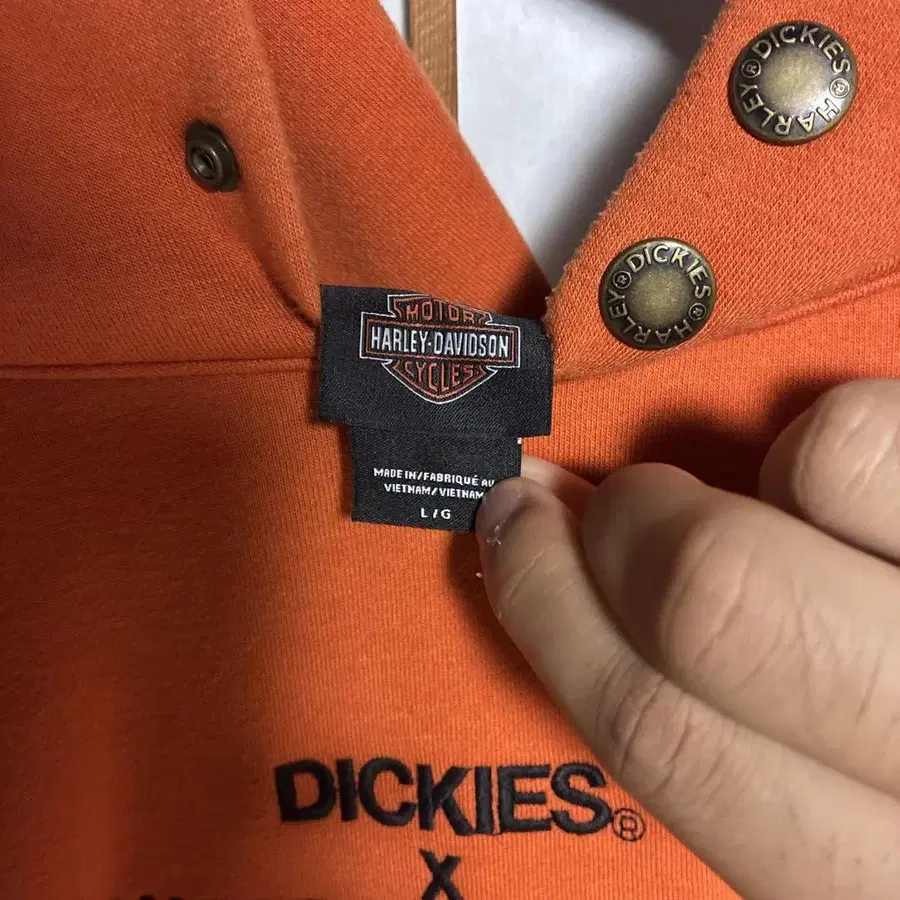 DICKIES® HARLEY®
DICKIES® HARLEY®
MOTOR
HARLEY-DAVIDSON
CYCLES
MADE IN/FABRIQUÉ AU
VIETNAM/VIETNAM
L/G
DICKIES®
X